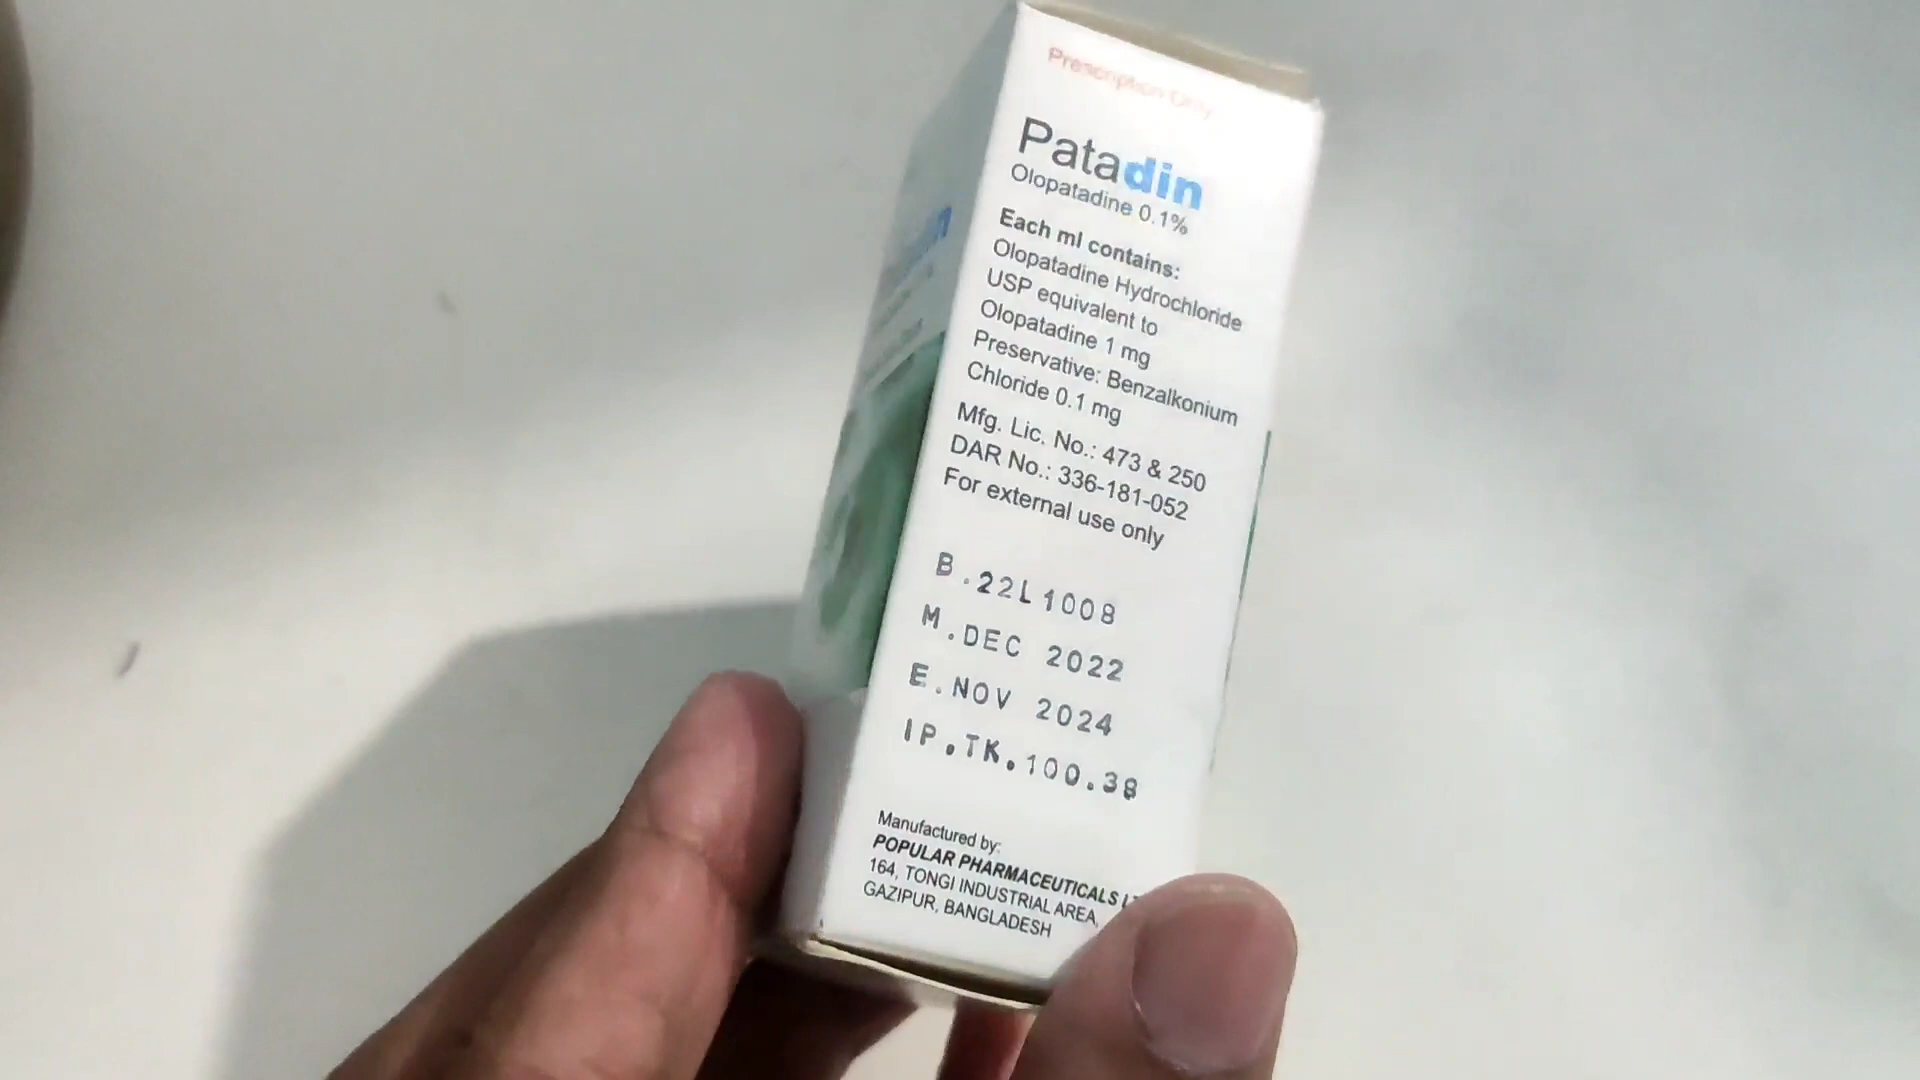 Prescription Only
Patadin
Olopatadine 0.1%
Each ml contains:
Olopatadine Hydrochloride
USP equivalent to
Olopatadine 1 mg
Preservative: Benzalkonium
Chloride 0.1 mg
Mfg. Lic. No.: 473 & 250
DAR No.: 336-181-052
For external use only
B.22L1008
M.DEC 2022
E.NOV 2024
IP.TK.100.38
Manufactured by:
POPULAR PHARMACEUTICALS
164, TONGI INDUSTRIAL AREA,
GAZIPUR, BANGLADESH